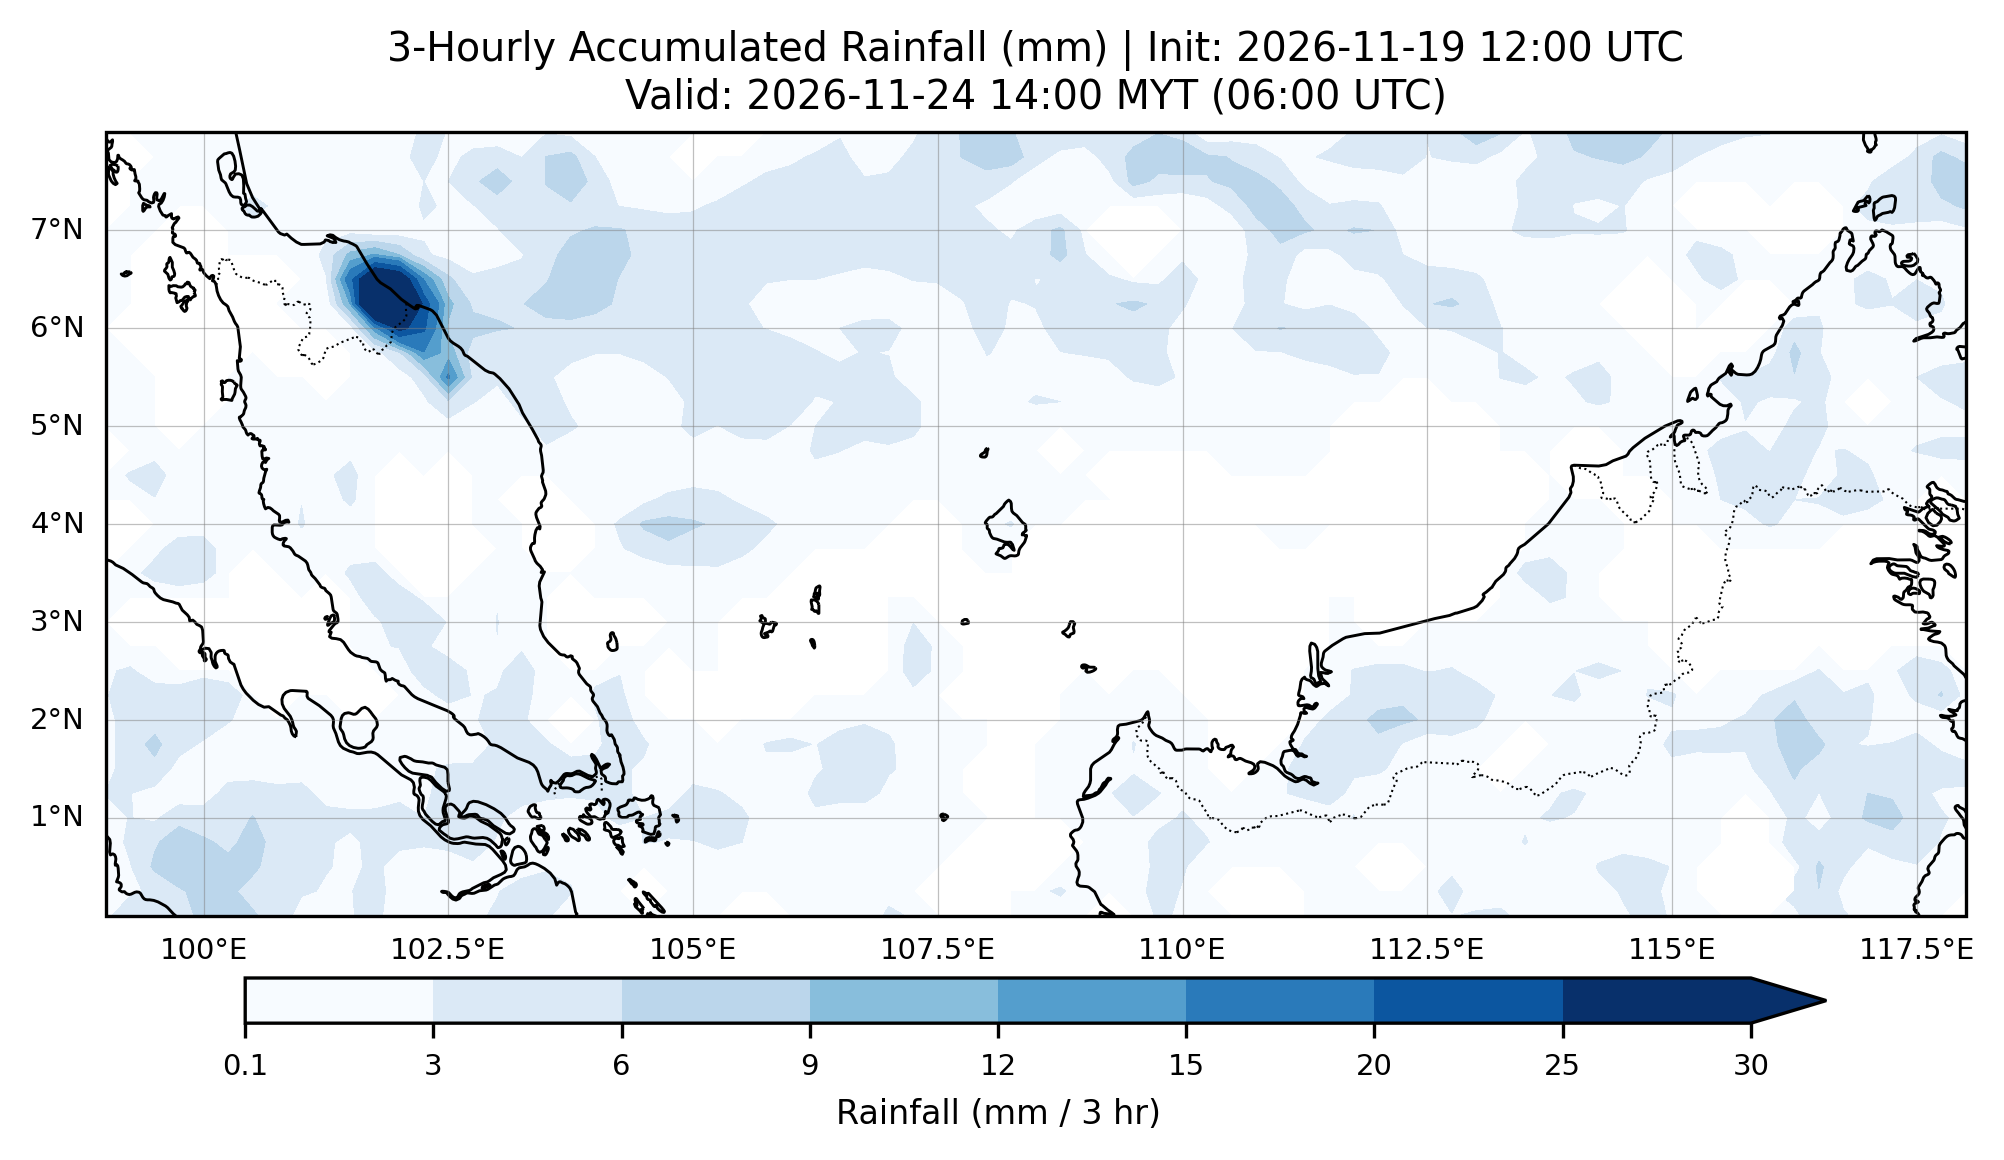 3-Hourly Accumulated Rainfall (mm) | Init: 2026-11-19 12:00 UTC
Valid: 2026-11-24 14:00 MYT (06:00 UTC)
7°N
6°N
5°N
4°N
3°N
2°N
1°N
100°E 102.5°E 105°E 107.5°E 110°E 112.5°E 115°E 117.5°E
0.1 3 6 9 12 15 20 25 30
Rainfall (mm / 3 hr)